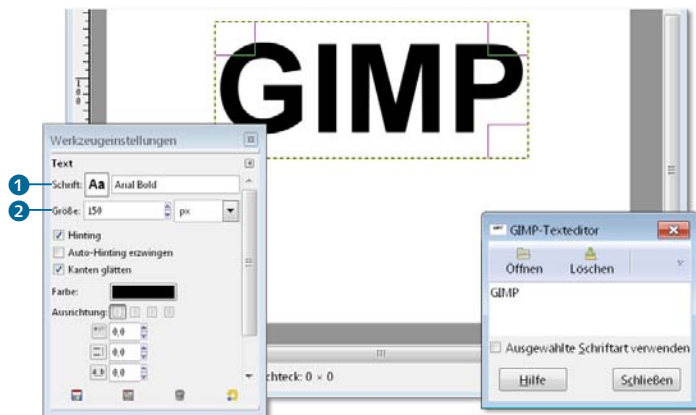 GIMP
100
Werkzeugeinstellungen
Text
1 Schrift: Aa Arial Bold
2 Größe: 150 px
Hinting
Auto-Hinting erzwingen
Kanten glätten
Farbe:
Ausrichtung:
0,0
0,0
0,0
chteck: 0 × 0
GIMP-Texteditor
Öffnen Löschen
GIMP
Ausgewählte Schriftart verwenden
Hilfe Schließen